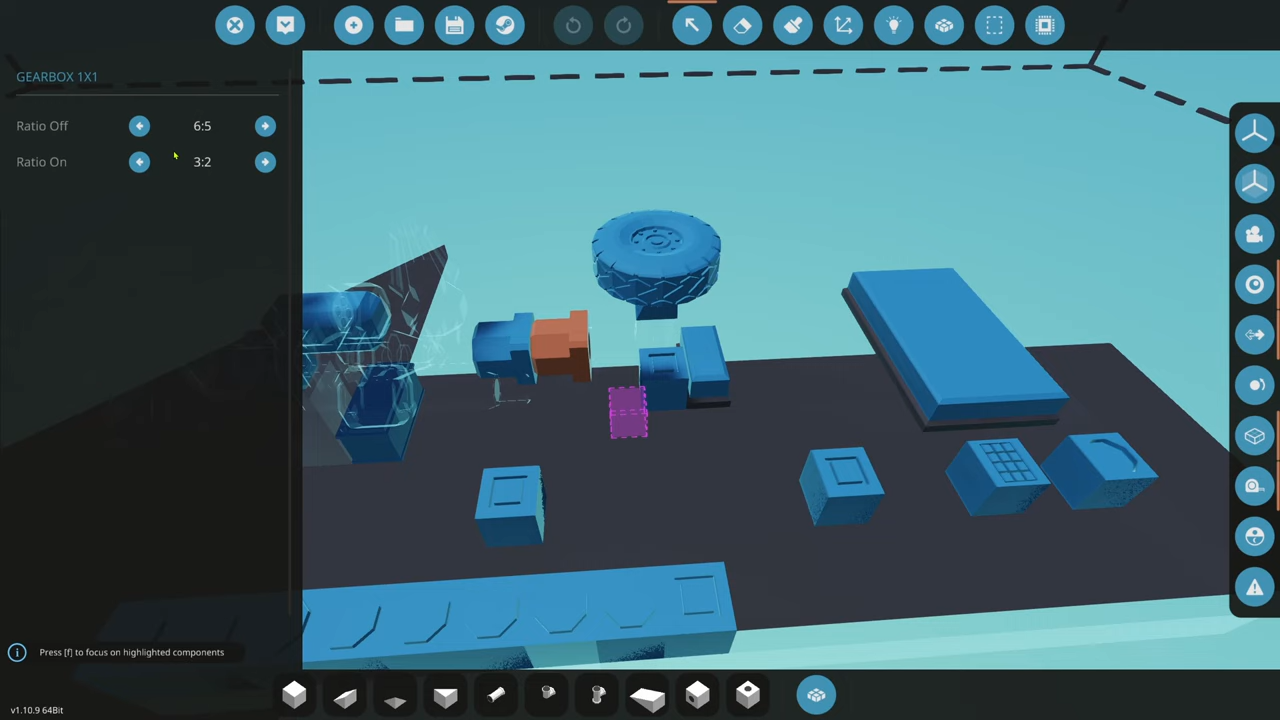 GEARBOX 1X1
Ratio Off 6:5
Ratio On 3:2
Press [f] to focus on highlighted components
v1.10.9 64Bit